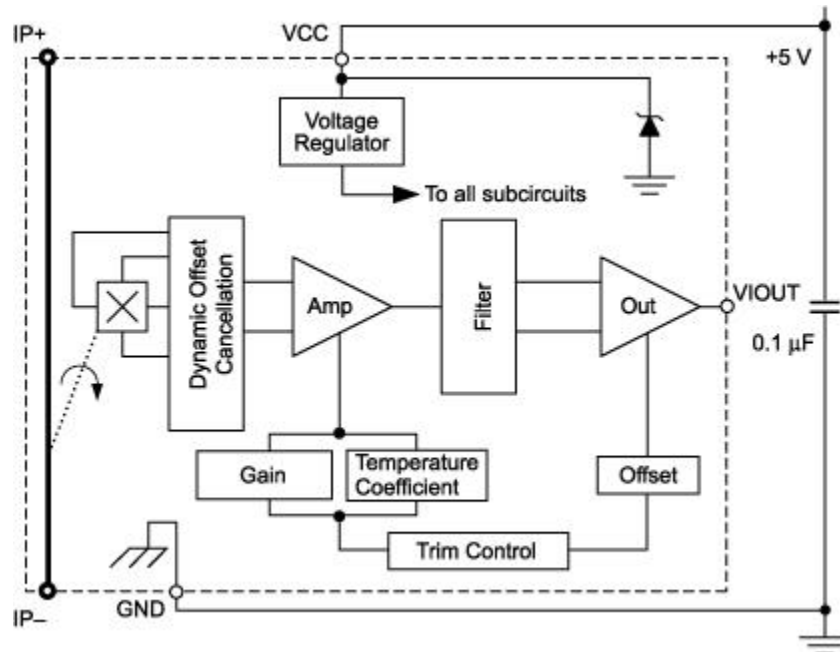 IP+
VCC
+5 V
Voltage
Regulator
To all subcircuits
Dynamic Offset
Cancellation
Amp
Filter
Out
VIOUT
0.1 µF
Gain
Temperature
Coefficient
Offset
Trim Control
GND
IP–